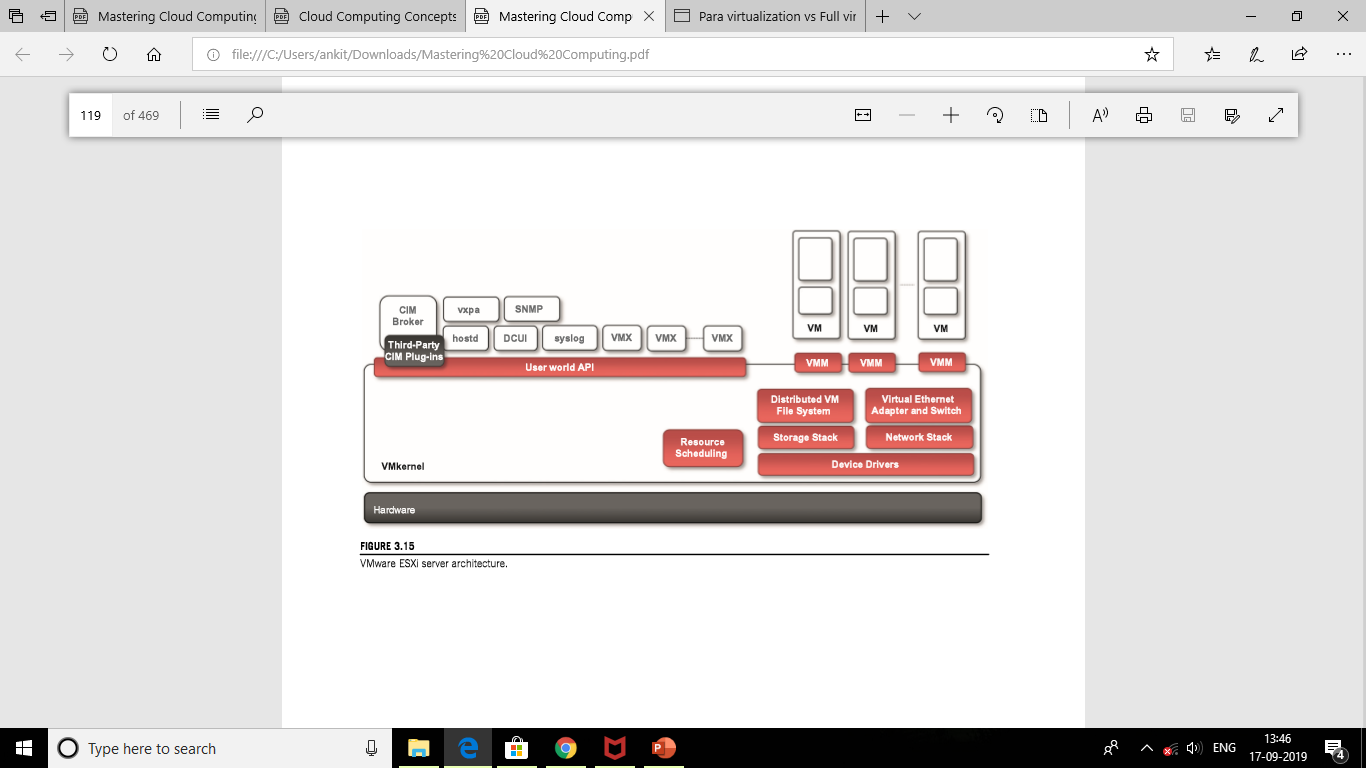 Mastering Cloud Computing
Cloud Computing Concepts
Mastering Cloud Comp
Para virtualization vs Full vir
file:///C:/Users/ankit/Downloads/Mastering%20Cloud%20Computing.pdf
119 of 469
VM VM VM
CIM
Broker
vxpa SNMP
Third-Party
CIM Plug-ins
hostd DCUI syslog VMX VMX VMX
User world API
VMM VMM VMM
Distributed VM
File System
Virtual Ethernet
Adapter and Switch
Resource
Scheduling
Storage Stack Network Stack
Device Drivers
VMkernel
Hardware
FIGURE 3.15
VMware ESXi server architecture.
Type here to search
ENG
13:46
17-09-2019
4